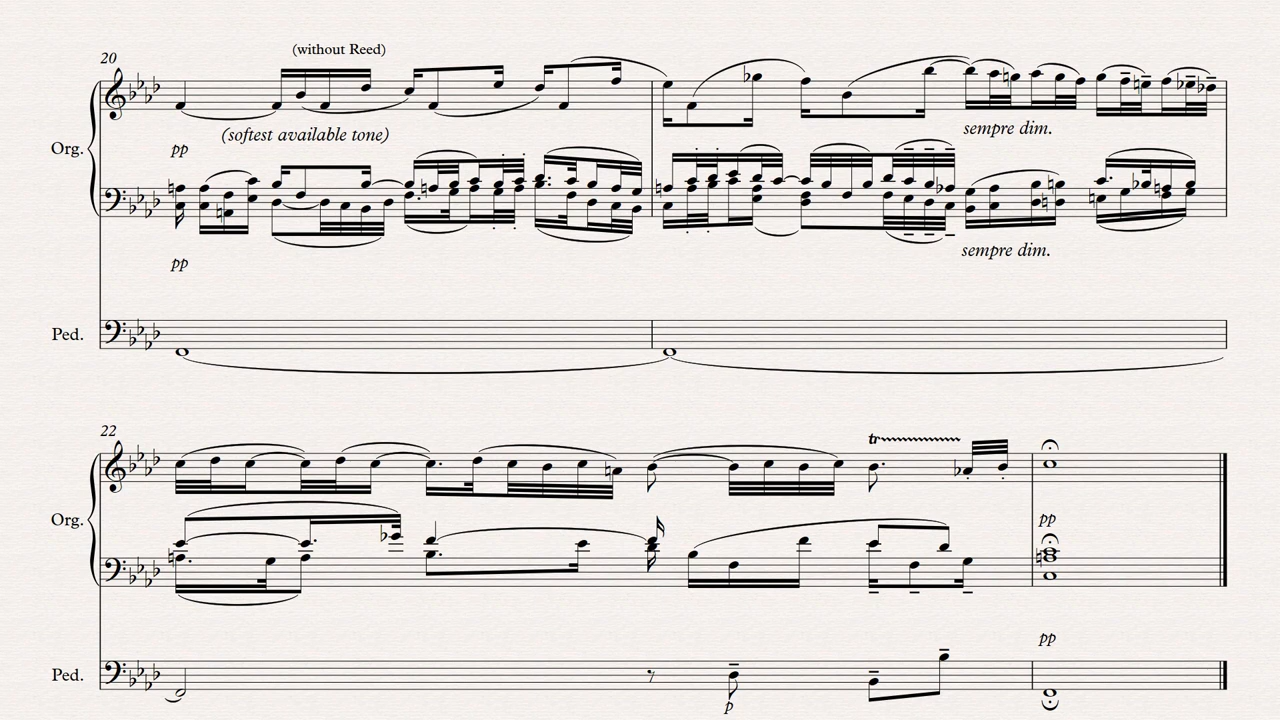 20
(without Reed)
(softest available tone)
sempre dim.
Org.
pp
pp
sempre dim.
Ped.
22
tr
Org.
pp
Ped.
pp
p